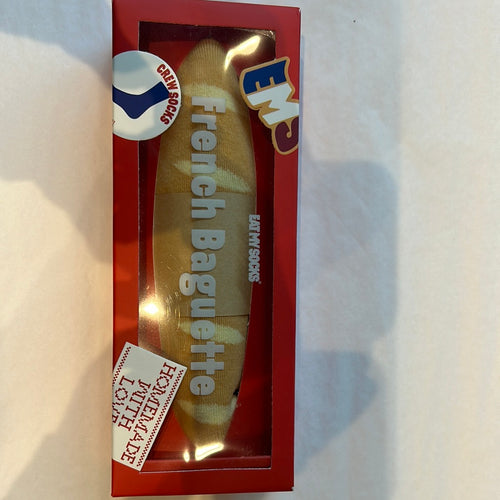 CREW SOCKS
EMS
French Baguette
EAT MY SOCKS
HOMEMADE
WITH
LOVE